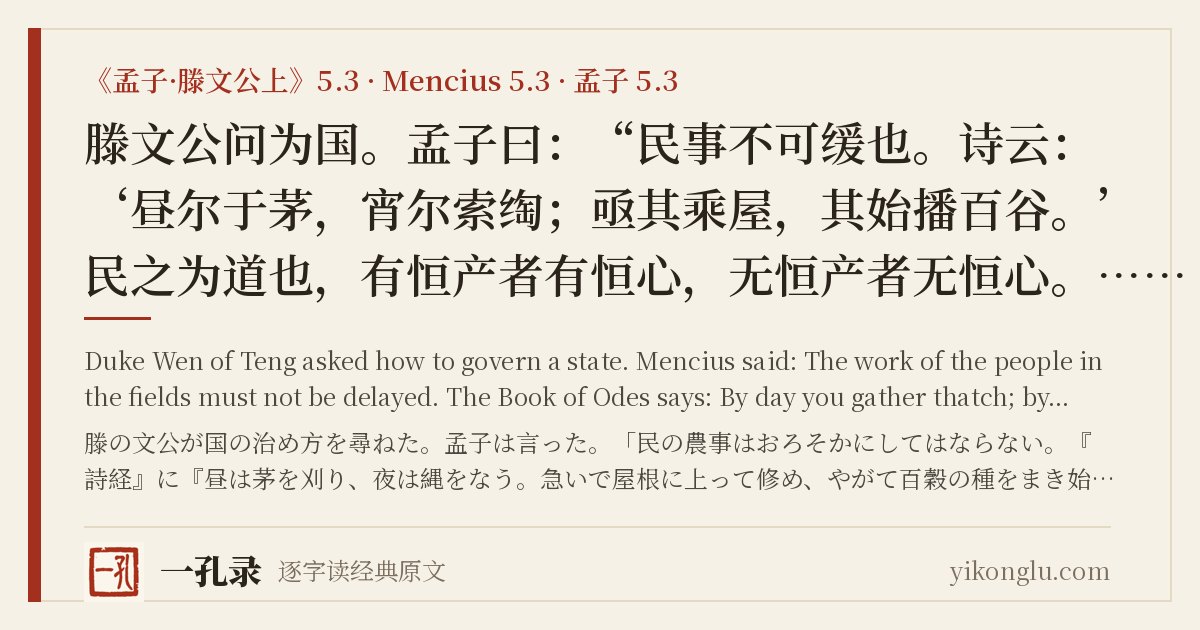 《孟子·滕文公上》5.3 · Mencius 5.3 · 孟子 5.3
滕文公问为国。孟子曰：“民事不可缓也。诗云：
‘昼尔于茅，宵尔索绹；亟其乘屋，其始播百谷。’
民之为道也，有恒产者有恒心，无恒产者无恒心。……
Duke Wen of Teng asked how to govern a state. Mencius said: The work of the people in
the fields must not be delayed. The Book of Odes says: By day you gather thatch; by...
滕の文公が国の治め方を尋ねた。孟子は言った。「民の農事はおろそかにしてはならない。『
詩経』に『昼は茅を刈り、夜は縄をなう。急いで屋根に上って修め、やがて百穀の種をまき始…
一孔
一孔录 逐字读经典原文
yikonglu.com